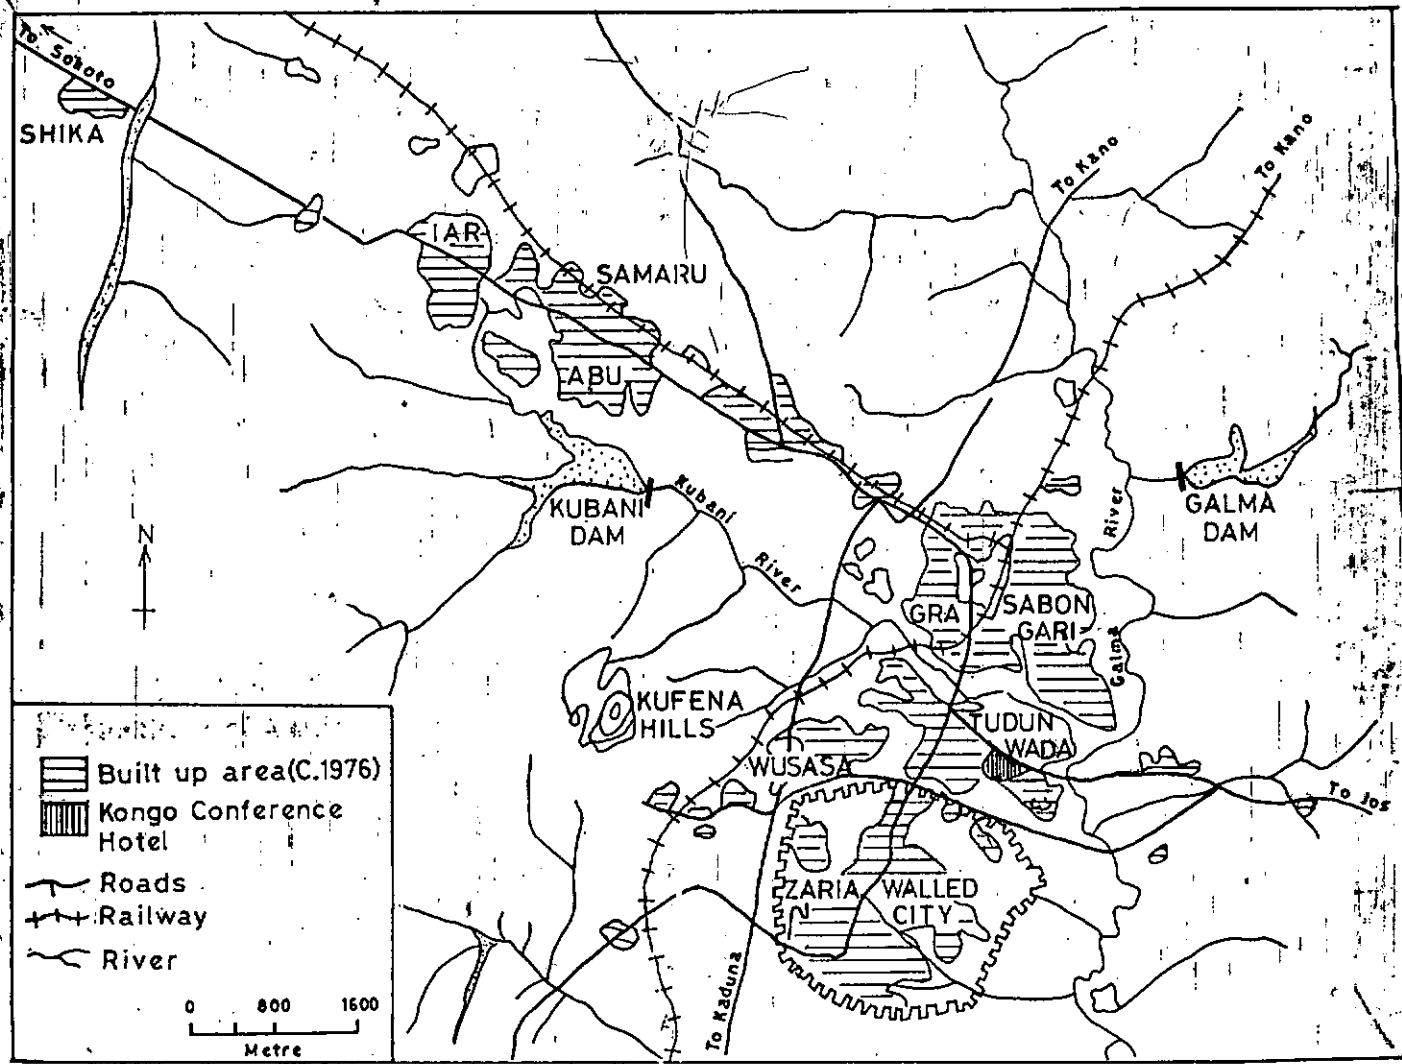 To Sokoto
SHIKA
To Kano
To Kano
IAR
SAMARU
ABU
KUBANI
DAM
Kubani
River
GALMA
DAM
River
Galma
N
GRA
SABON
GARI
KUFENA
HILLS
TUDUN
WADA
WUSASA
To Jos
ZARIA WALLED
CITY
To Kaduna
Built up area(C.1976)
Kongo Conference
Hotel
Roads
Railway
River
0 800 1600
Metre